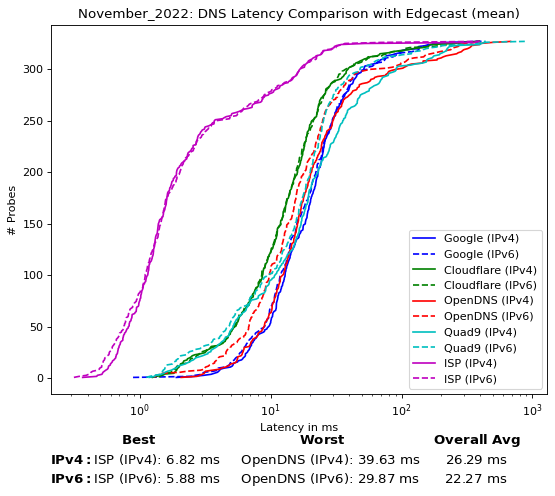 November_2022: DNS Latency Comparison with Edgecast (mean)
# Probes
300
250
200
150
100
50
0
Google (IPv4)
Google (IPv6)
Cloudflare (IPv4)
Cloudflare (IPv6)
OpenDNS (IPv4)
OpenDNS (IPv6)
Quad9 (IPv4)
Quad9 (IPv6)
ISP (IPv4)
ISP (IPv6)
10⁰ 10¹ 10² 10³
Latency in ms
Best Worst Overall Avg
IPv4: ISP (IPv4): 6.82 ms OpenDNS (IPv4): 39.63 ms 26.29 ms
IPv6: ISP (IPv6): 5.88 ms OpenDNS (IPv6): 29.87 ms 22.27 ms